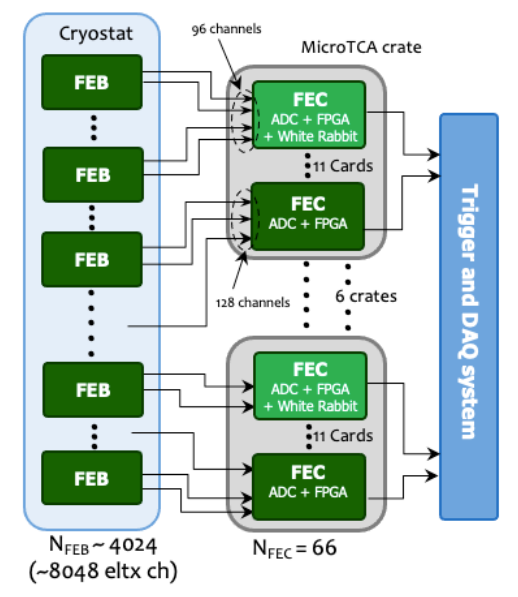 Cryostat
96 channels
MicroTCA crate
FEB
FEC
ADC + FPGA
+ White Rabbit
11 Cards
FEB
FEC
ADC + FPGA
FEB
128 channels
6 crates
FEB
FEC
ADC + FPGA
+ White Rabbit
11 Cards
FEB
FEC
ADC + FPGA
Trigger and DAQ system
NFEB ~ 4024
(~8048 eltx ch)
NFEC = 66